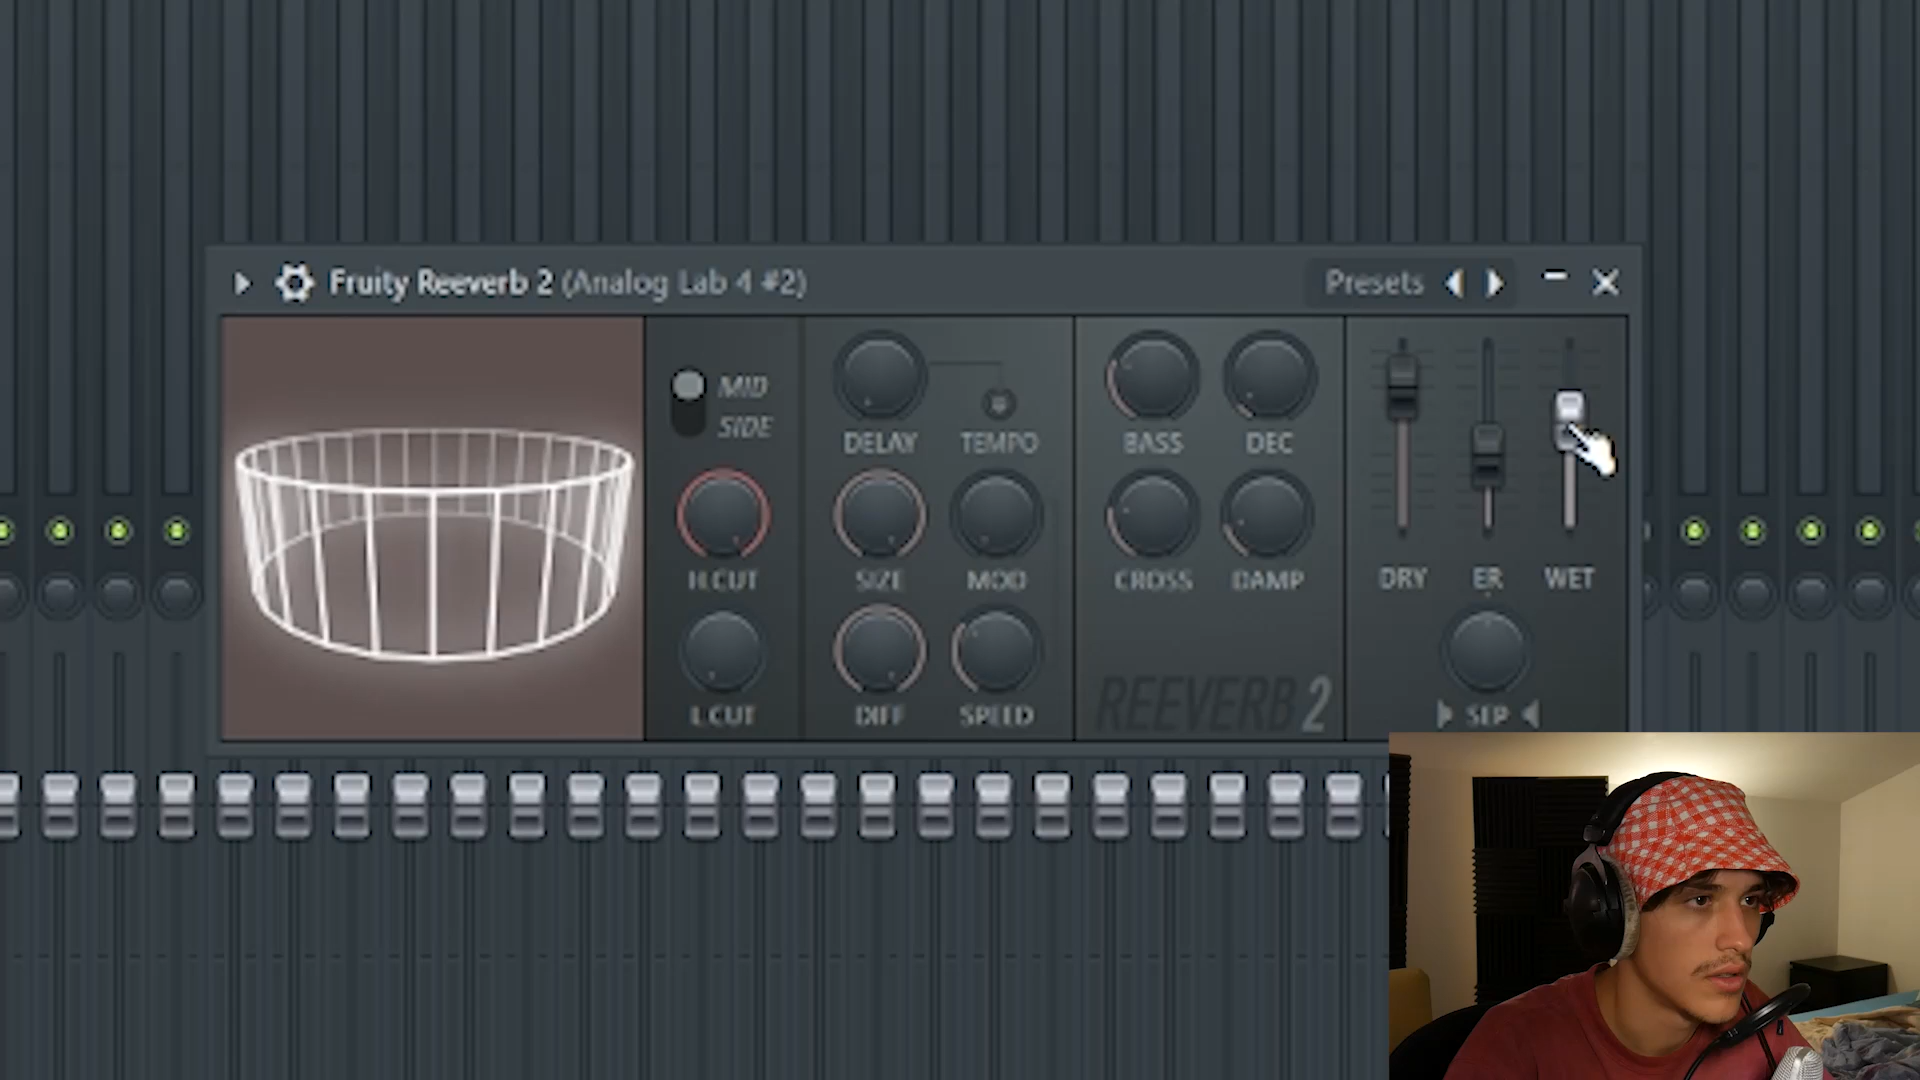 Fruity Reeverb 2 (Analog Lab 4 #2)
Presets
MID
SIDE
H.CUT
L.CUT
DELAY
TEMPO
SIZE
MOD
DIFF
SPEED
BASS
DEC
CROSS
DAMP
REEVERB 2
DRY
ER
WET
SEP